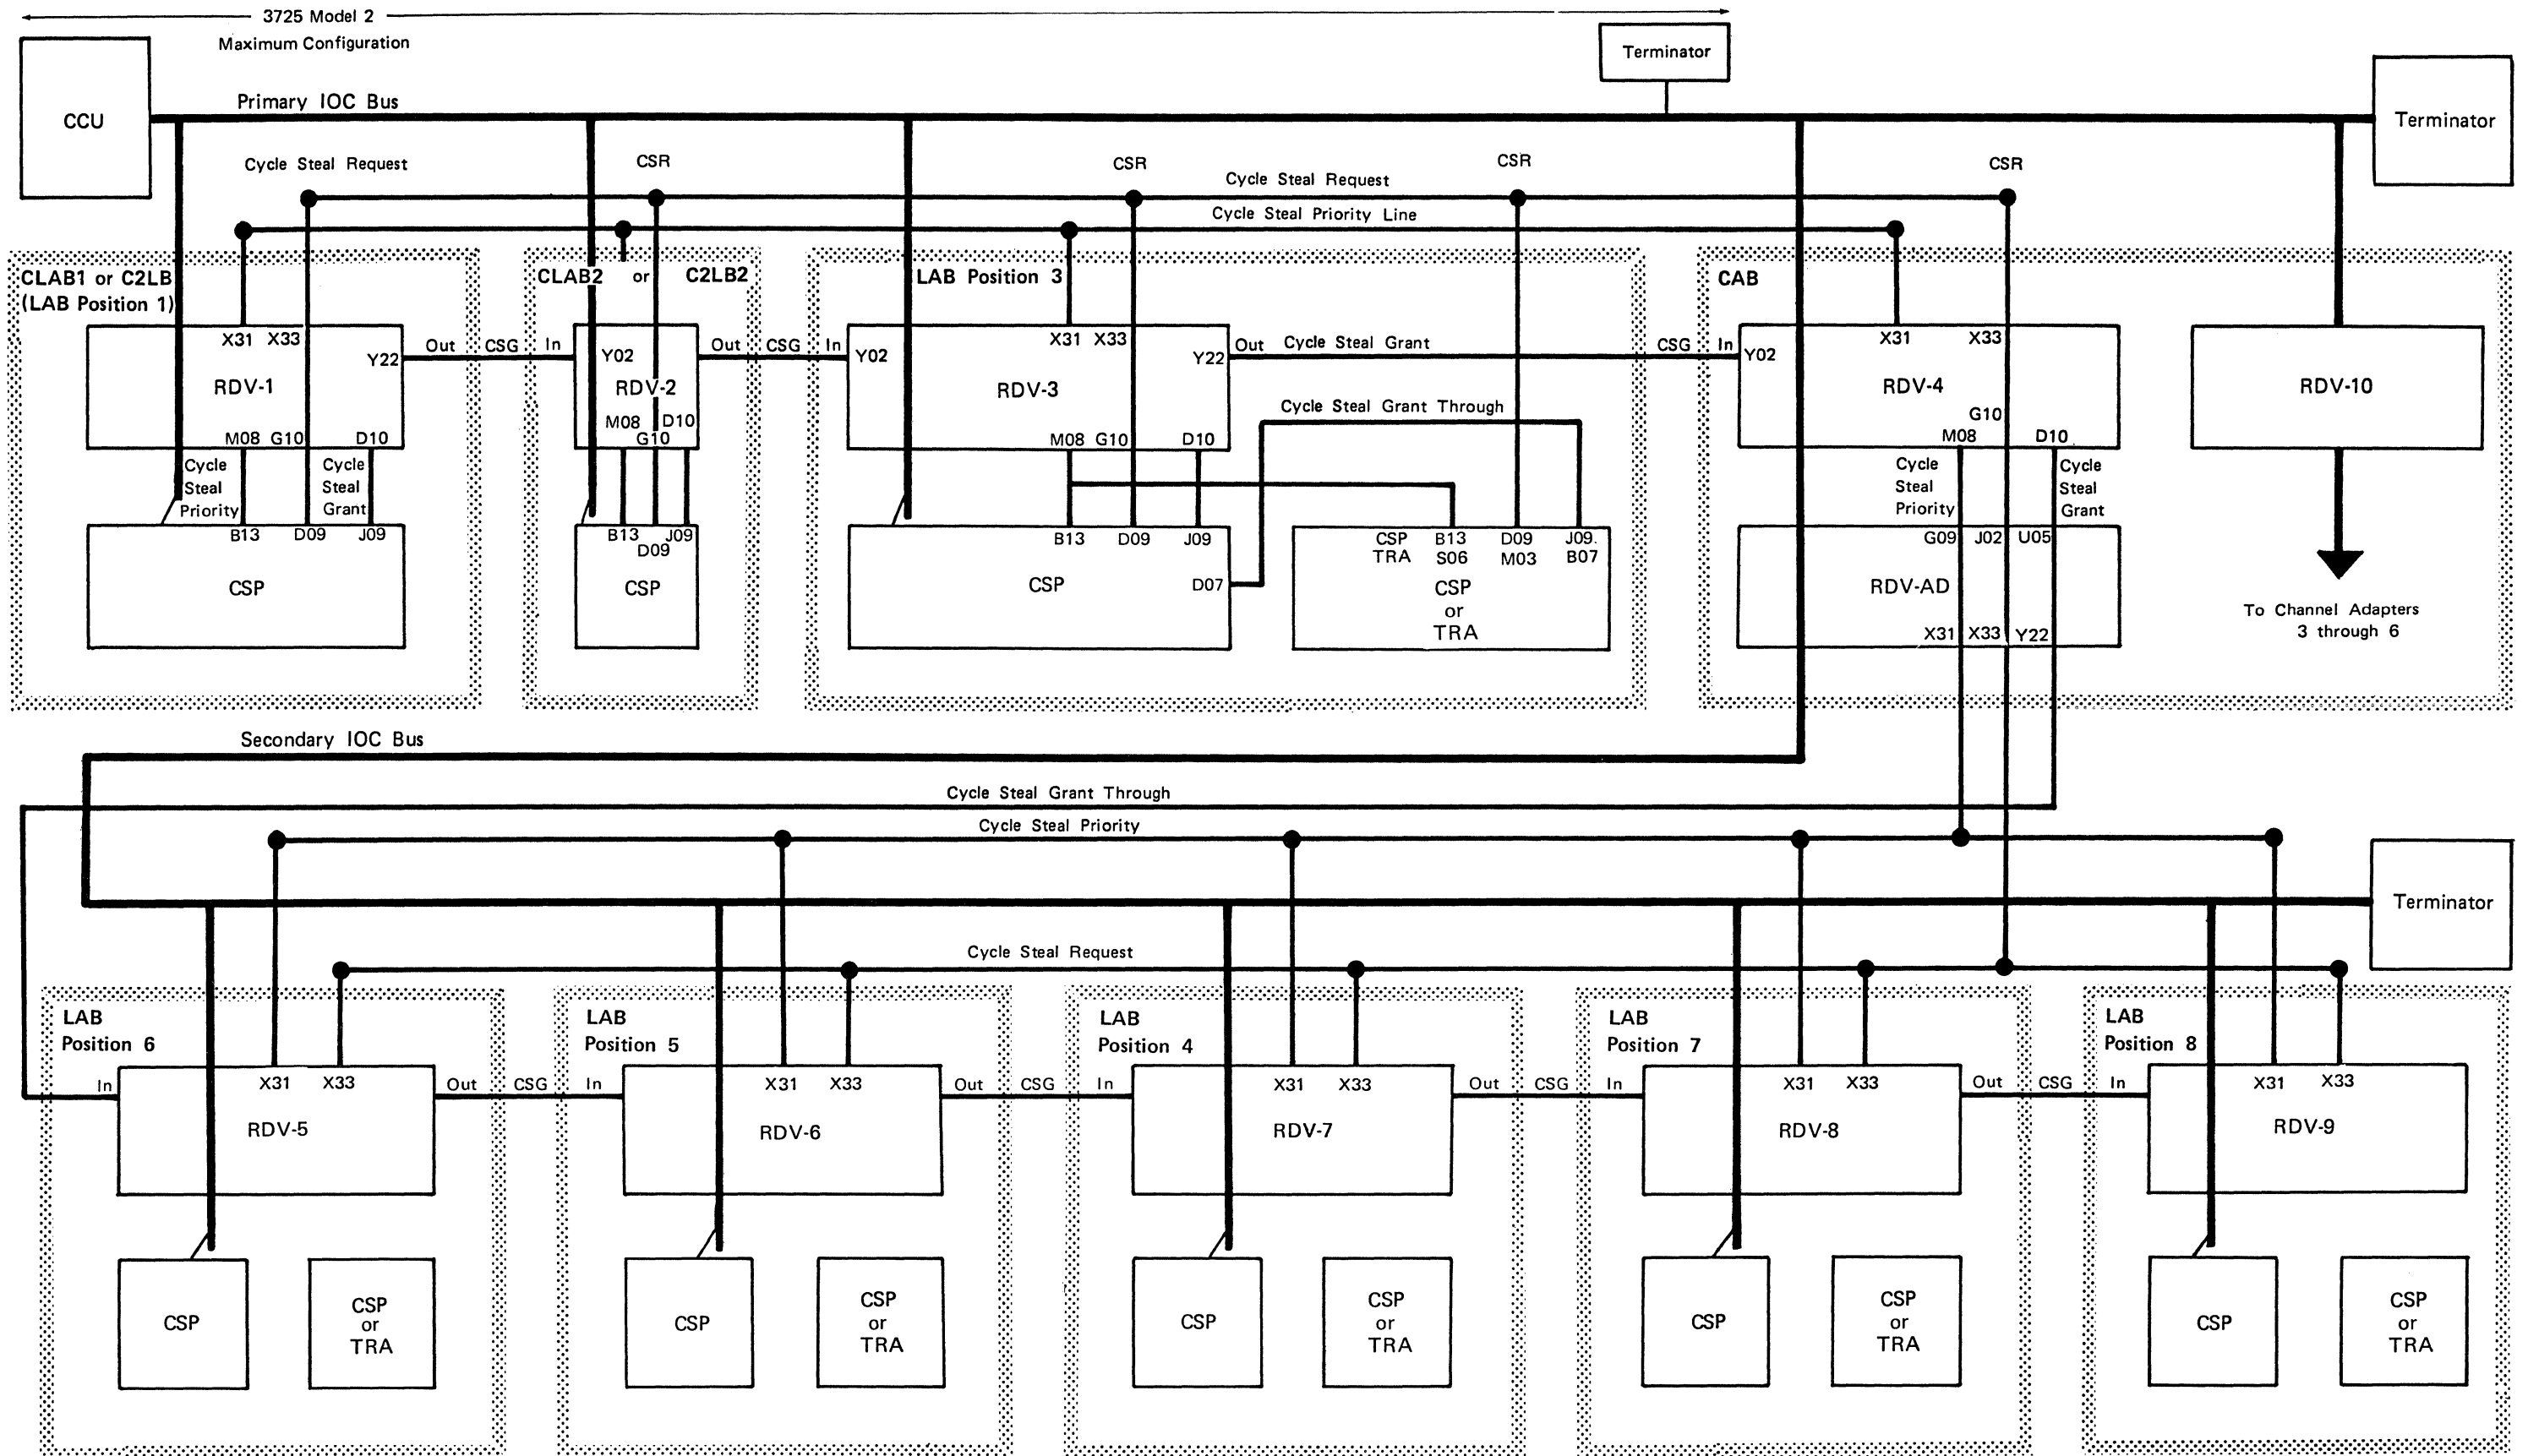 3725 Model 2
Maximum Configuration
Terminator
CCU
Primary IOC Bus
Terminator
Cycle Steal Request
CSR
CSR
CSR
CSR
Cycle Steal Request
Cycle Steal Priority Line
CLAB1 or C2LB
(LAB Position 1)
CLAB2 or C2LB2
LAB Position 3
CAB
X31 X33
Y22
RDV-1
M08 G10 D10
Out CSG In
Y02
RDV-2
M08 D10
G10
Out CSG In
Y02
X31 X33
Y22
RDV-3
M08 G10 D10
Out Cycle Steal Grant CSG In
Y02
X31 X33
RDV-4
G10
M08 D10
RDV-10
Cycle Steal Grant Through
Cycle
Steal
Priority
Cycle
Steal
Grant
Cycle
Steal
Priority
Cycle
Steal
Grant
B13 D09 J09
CSP
B13 J09
D09
CSP
B13 D09 J09
CSP
D07
CSP B13 D09 J09.
TRA S06 M03 B07
CSP
or
TRA
G09 J02 U05
RDV-AD
X31 X33 Y22
To Channel Adapters
3 through 6
Secondary IOC Bus
Cycle Steal Grant Through
Cycle Steal Priority
Terminator
Cycle Steal Request
LAB
Position 6
LAB
Position 5
LAB
Position 4
LAB
Position 7
LAB
Position 8
In
X31 X33
RDV-5
Out CSG In
X31 X33
RDV-6
Out CSG In
X31 X33
RDV-7
Out CSG In
X31 X33
RDV-8
Out CSG In
X31 X33
RDV-9
CSP
CSP
or
TRA
CSP
CSP
or
TRA
CSP
CSP
or
TRA
CSP
CSP
or
TRA
CSP
CSP
or
TRA